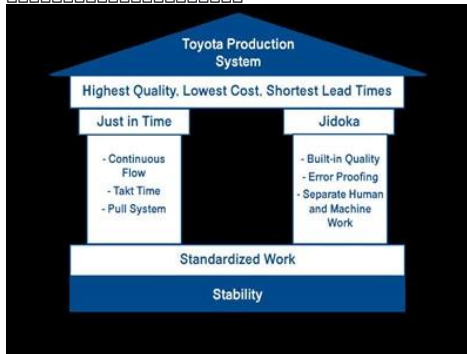 Toyota Production
System
Highest Quality, Lowest Cost, Shortest Lead Times
Just in Time
- Continuous
Flow
- Takt Time
- Pull System
Jidoka
- Built-in Quality
- Error Proofing
- Separate Human
and Machine
Work
Standardized Work
Stability